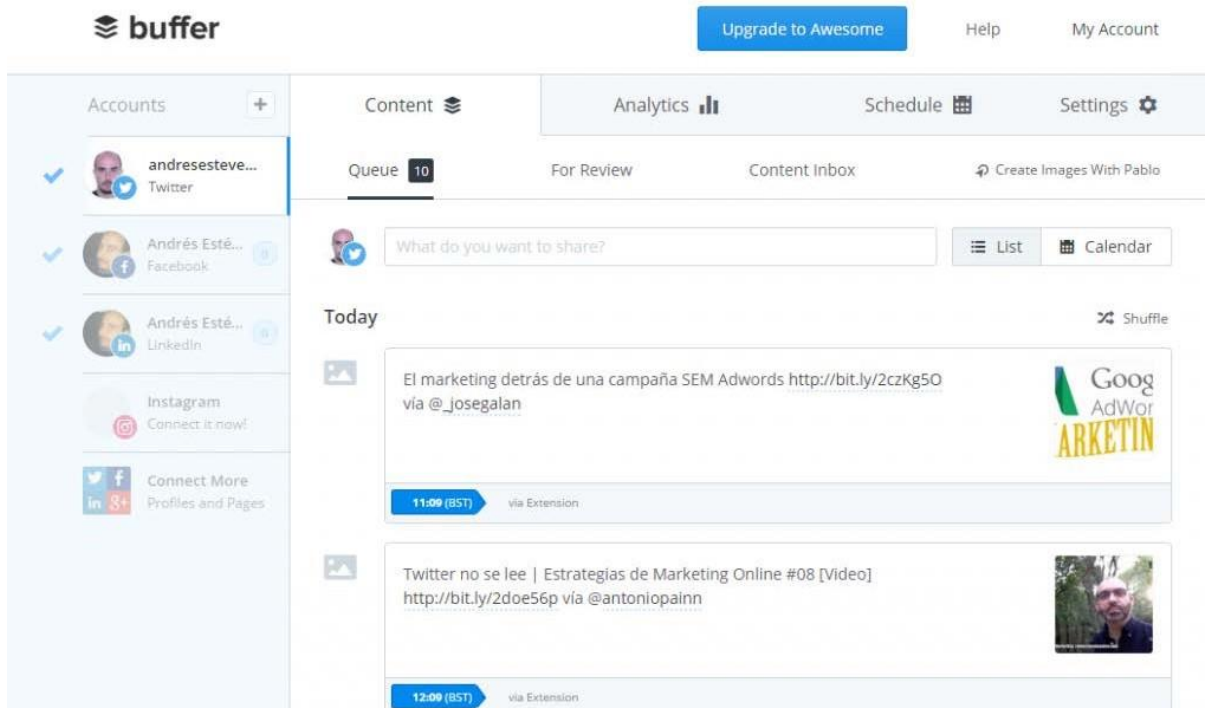 buffer
Upgrade to Awesome
Help
My Account
Accounts
+
Content
Analytics
Schedule
Settings
andresesteve...
Twitter
Andrés Esté...
Facebook
0
Andrés Esté...
LinkedIn
0
Instagram
Connect it now!
Connect More
Profiles and Pages
Queue 10
For Review
Content Inbox
Create Images With Pablo
What do you want to share?
List
Calendar
Today
Shuffle
El marketing detrás de una campaña SEM Adwords http://bit.ly/2czKg5O
vía @_josegalan
Goog
AdWor
ARKETIN
11:09 (BST)
via Extension
Twitter no se lee | Estrategias de Marketing Online #08 [Video]
http://bit.ly/2doe56p vía @antoniopainn
12:09 (BST)
via Extension